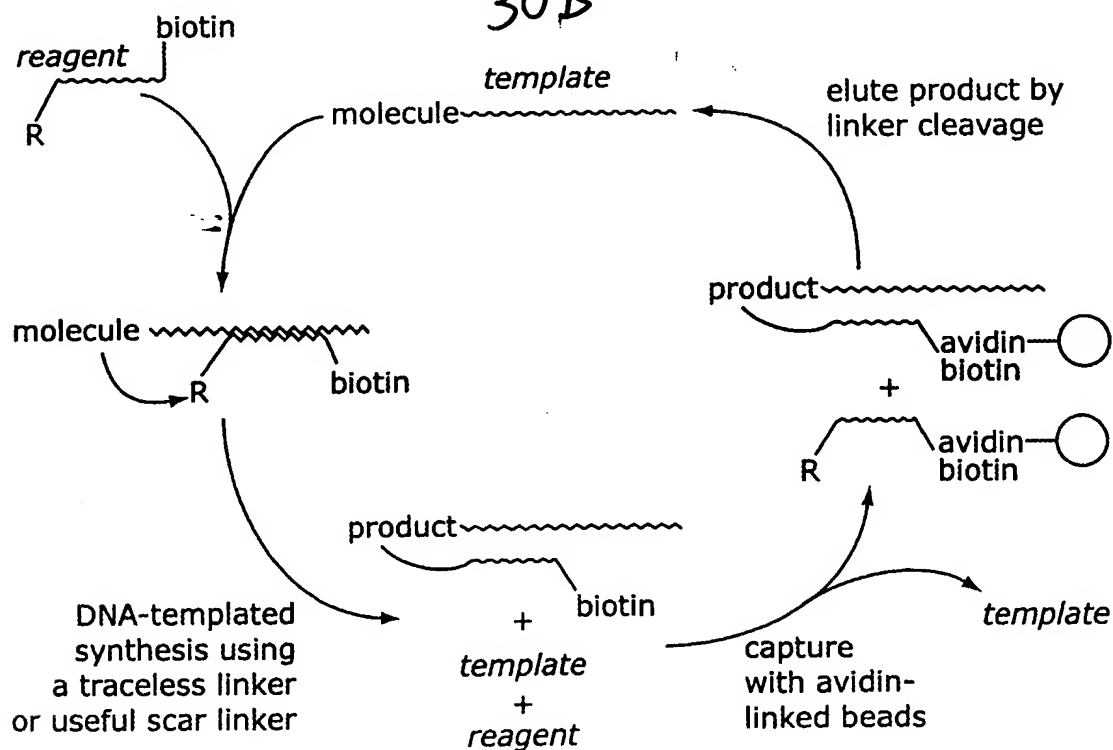 30B
biotin
reagent
R
template
molecule
elute product by
linker cleavage
molecule
R
biotin
product
avidin
biotin
+
R
avidin
biotin
DNA-templated
synthesis using
a traceless linker
or useful scar linker
product
biotin
+
template
+
reagent
capture
with avidin-
linked beads
template